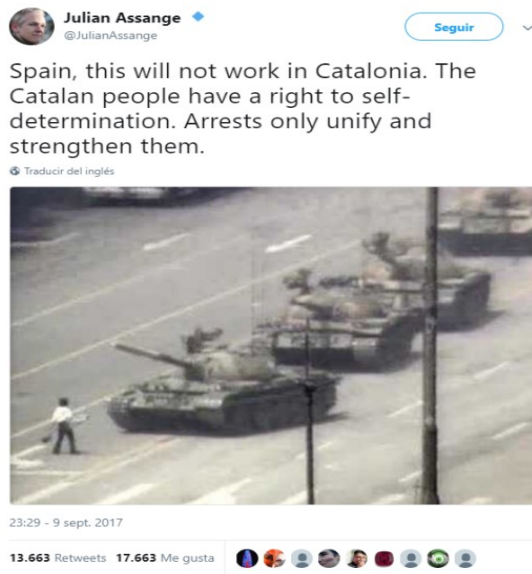 Julian Assange
@JulianAssange
Seguir
Spain, this will not work in Catalonia. The
Catalan people have a right to self-
determination. Arrests only unify and
strengthen them.
Traducir del inglés
23:29 - 9 sept. 2017
13.663 Retweets 17.663 Me gusta